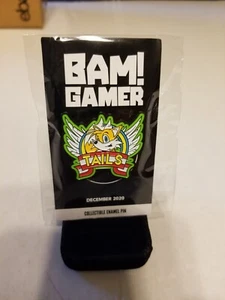 BAM!
GAMER
TAILS
DECEMBER 2020
COLLECTIBLE ENAMEL PIN